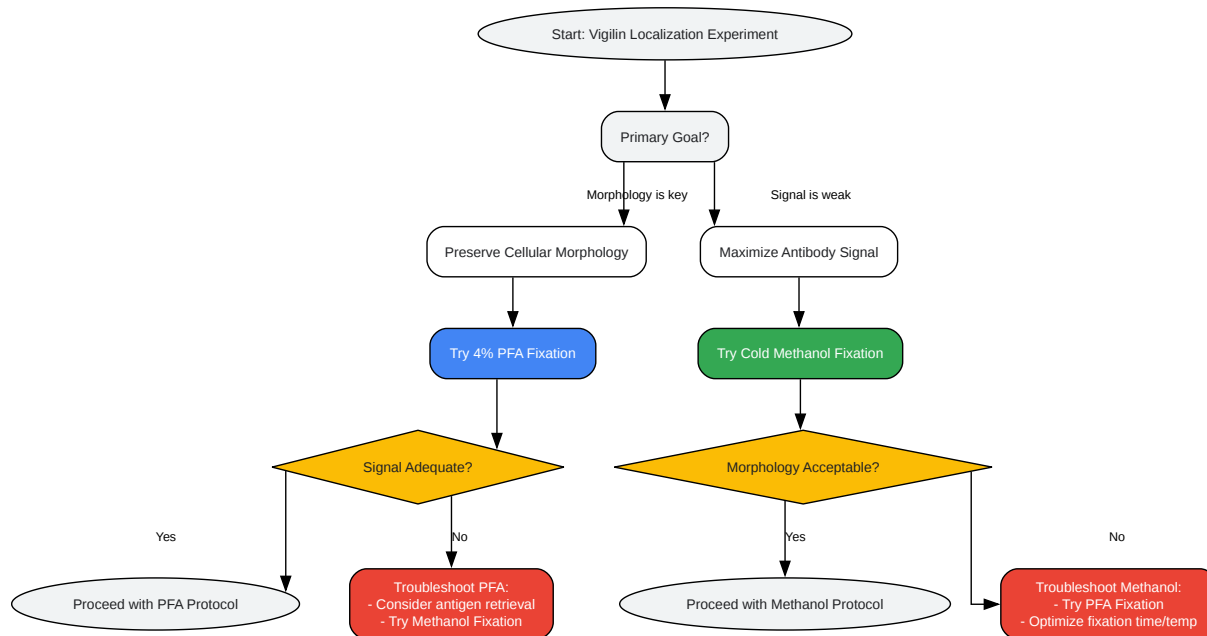 Start: Vigilin Localization Experiment
Primary Goal?
Morphology is key
Signal is weak
Preserve Cellular Morphology
Maximize Antibody Signal
Try 4% PFA Fixation
Try Cold Methanol Fixation
Signal Adequate?
Morphology Acceptable?
Yes
No
Yes
No
Proceed with PFA Protocol
Troubleshoot PFA:
- Consider antigen retrieval
- Try Methanol Fixation
Proceed with Methanol Protocol
Troubleshoot Methanol:
- Try PFA Fixation
- Optimize fixation time/temp